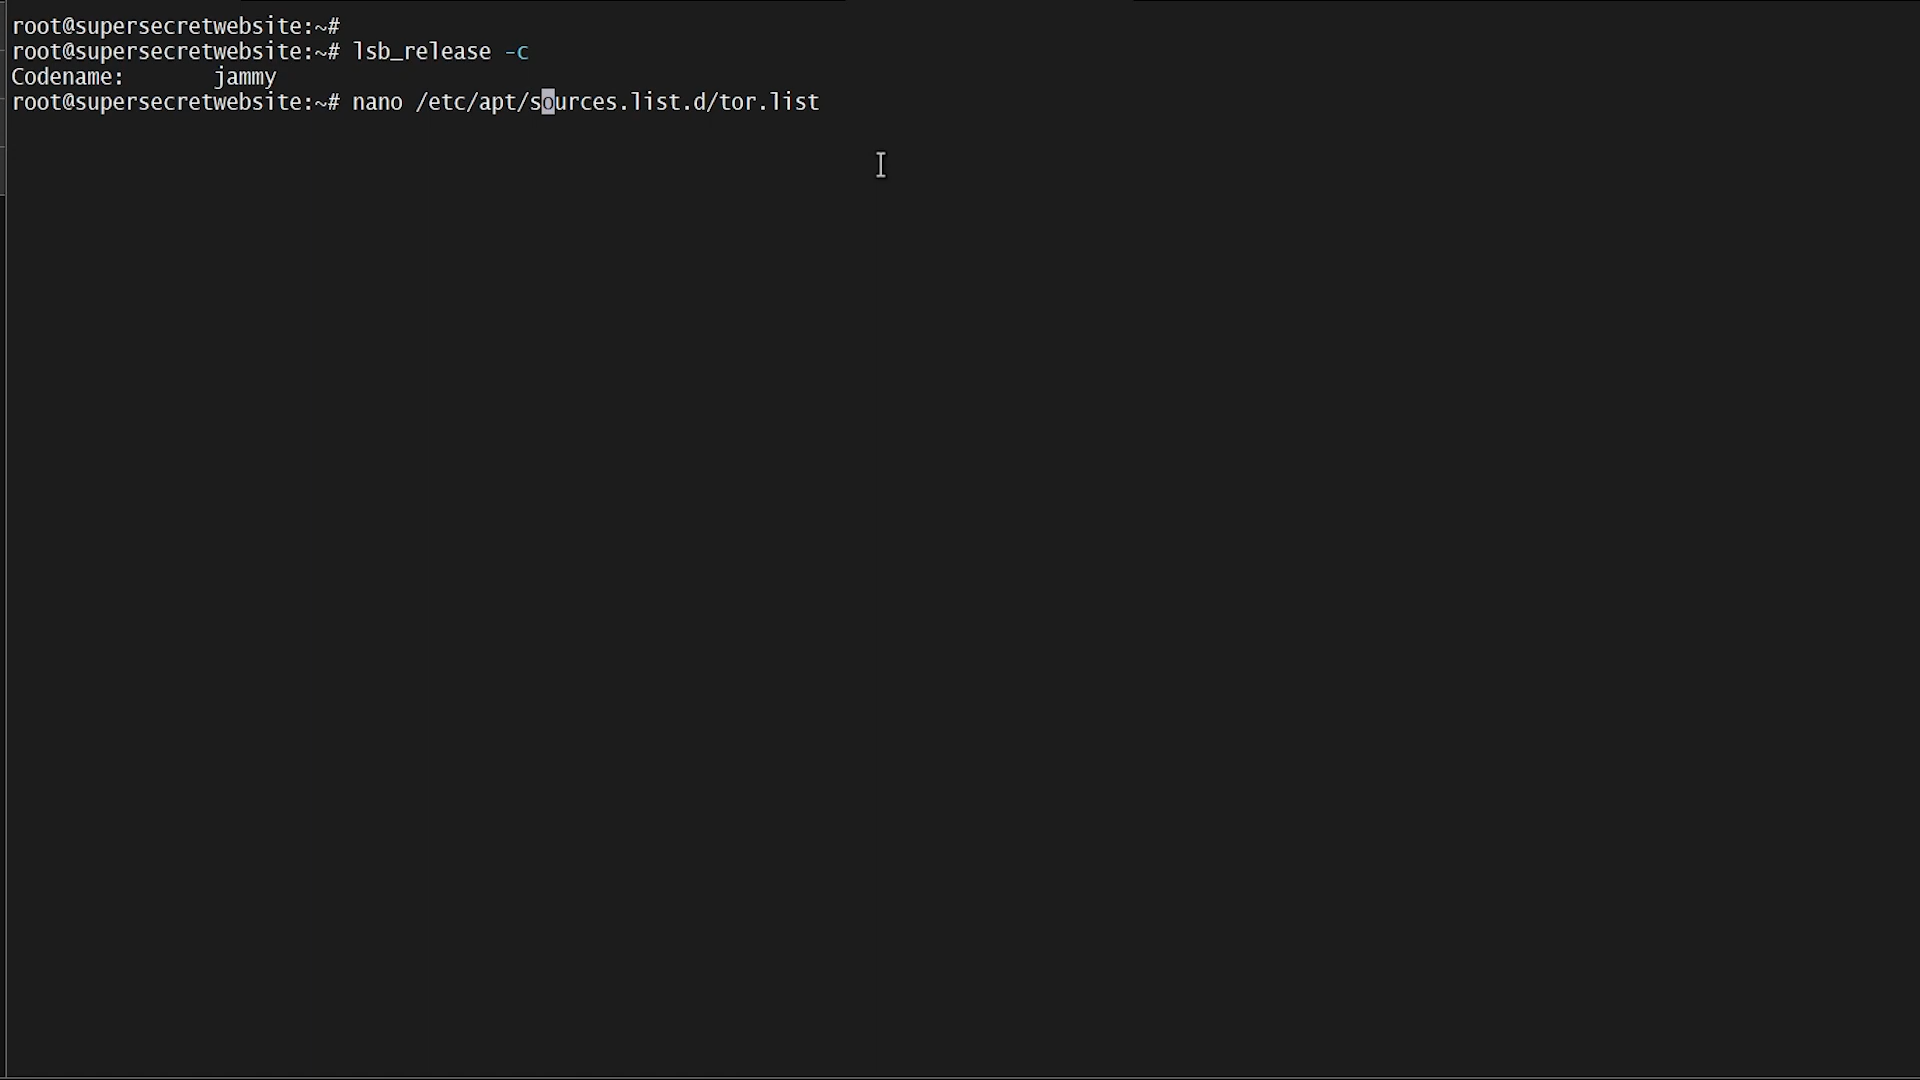 root@supersecretwebsite:~#
root@supersecretwebsite:~# lsb_release -c
Codename:       jammy
root@supersecretwebsite:~# nano /etc/apt/sources.list.d/tor.list